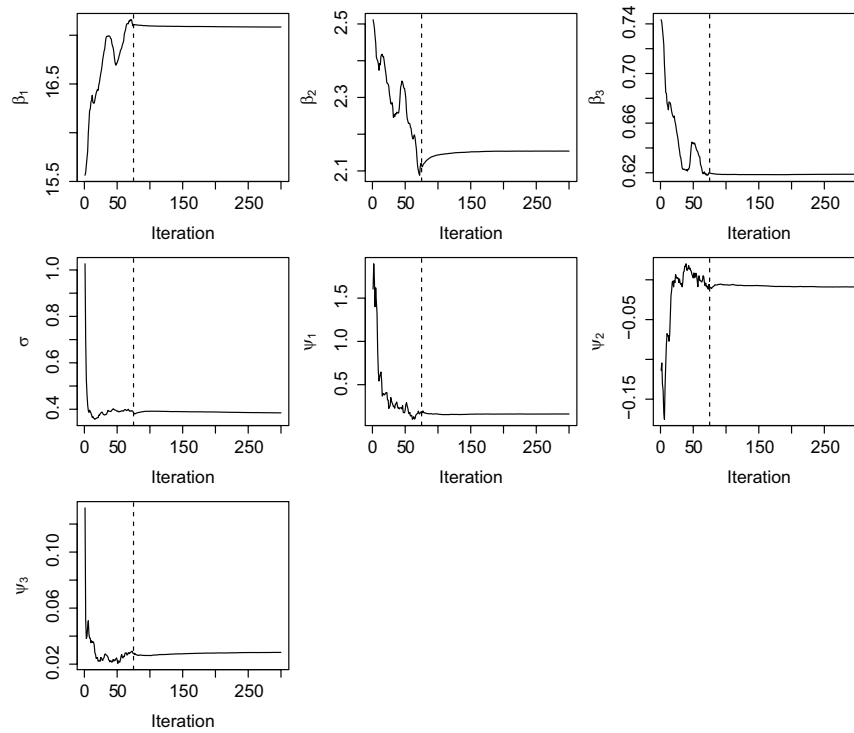 β1
15.5 16.5
0 50 150 250
Iteration
β2
2.1 2.3 2.5
0 50 150 250
Iteration
β3
0.62 0.66 0.70 0.74
0 50 150 250
Iteration
σ
0.4 0.6 0.8 1.0
0 50 150 250
Iteration
ψ1
0.5 1.0 1.5
0 50 150 250
Iteration
ψ2
−0.15 −0.05
0 50 150 250
Iteration
ψ3
0.02 0.06 0.10
0 50 150 250
Iteration